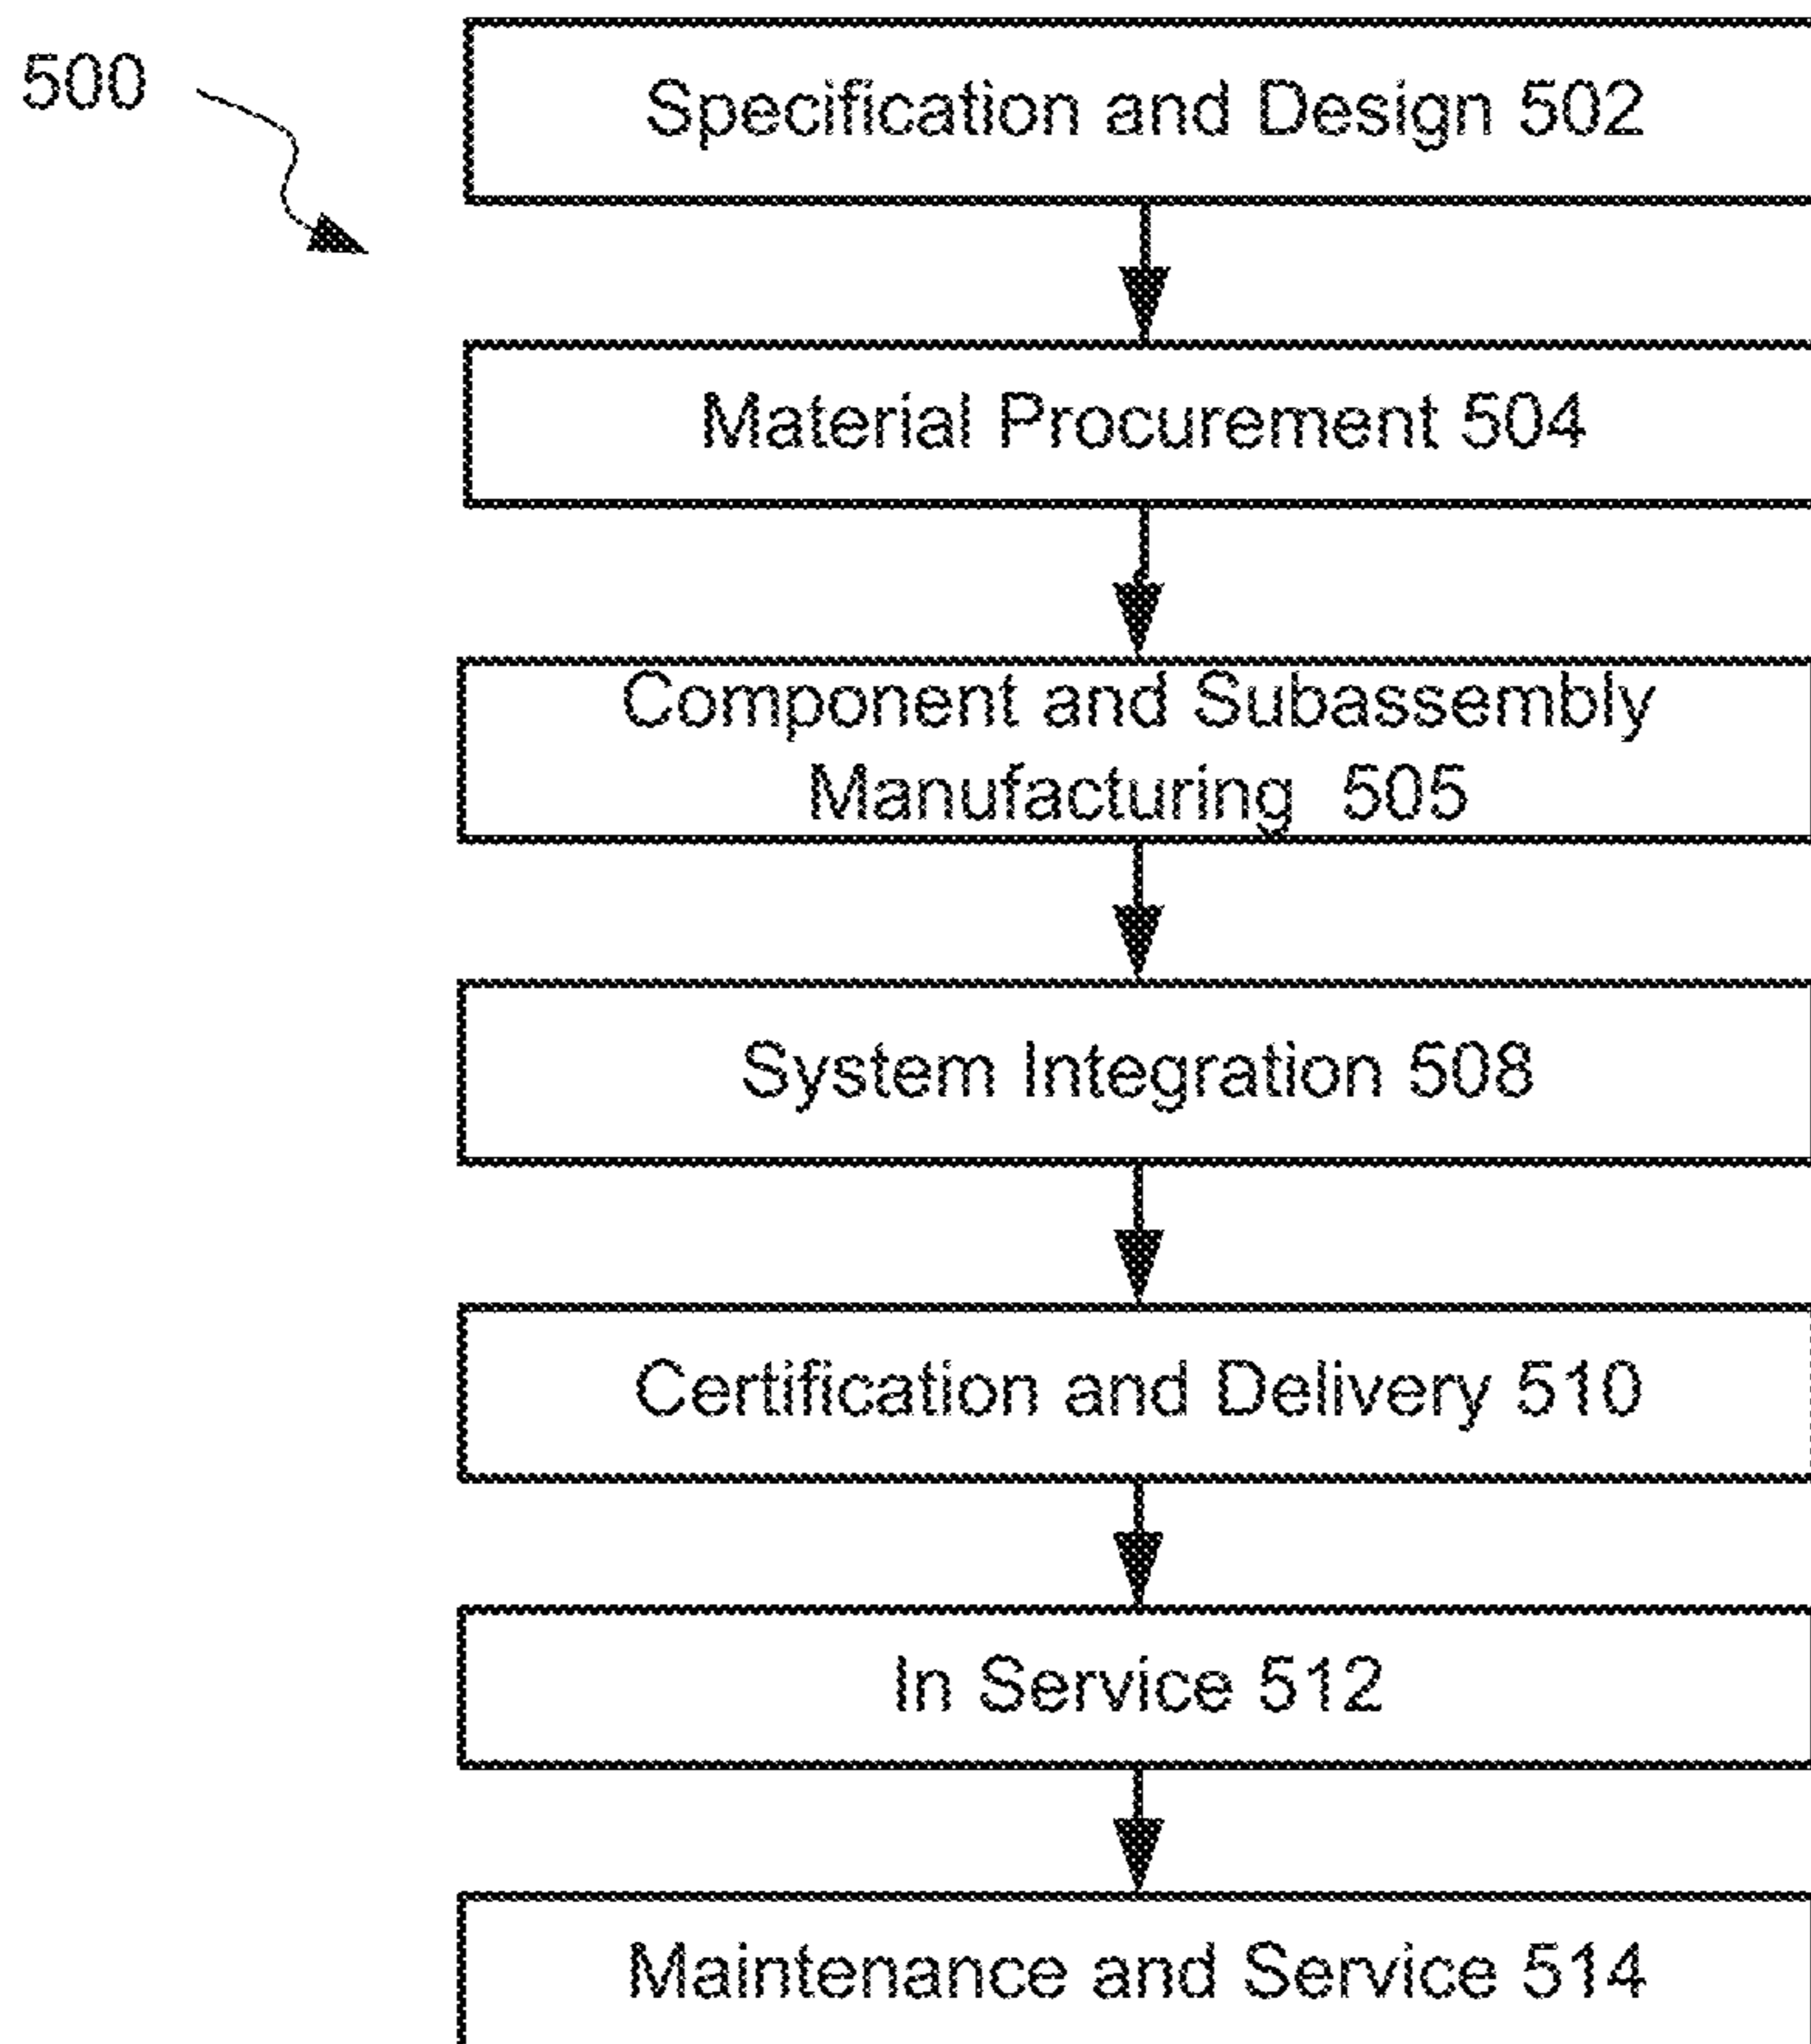 500
Specification and Design 502
Material Procurement 504
Component and Subassembly
Manufacturing 505
System Integration 508
Certification and Delivery 510
In Service 512
Maintenance and Service 514